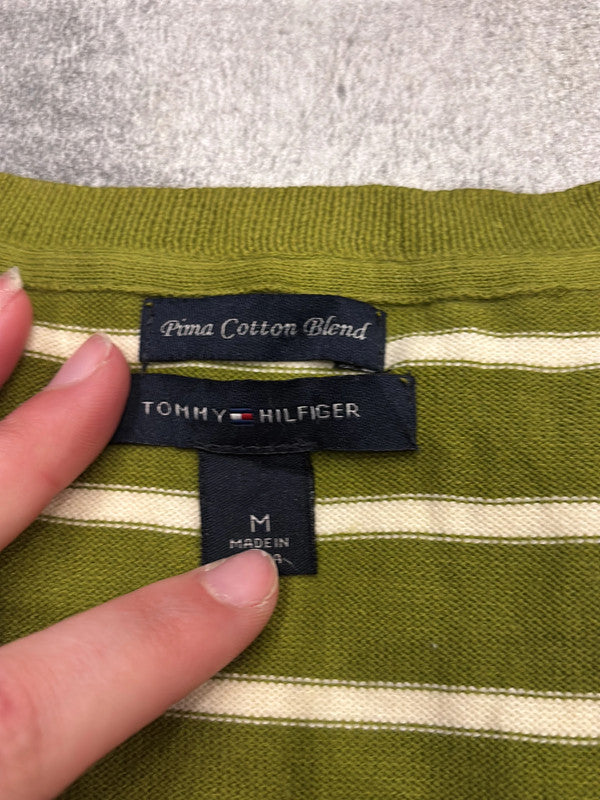 Pima Cotton Blend
TOMMY HILFIGER
M
MADE IN